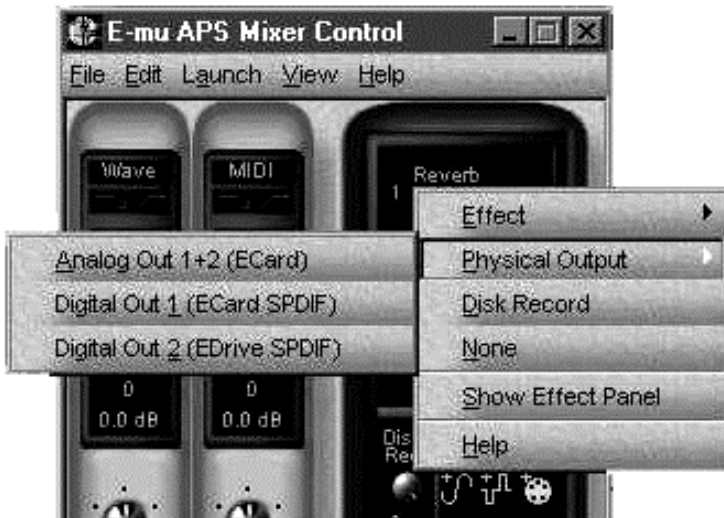 E-mu APS Mixer Control
File Edit Launch View Help
Wave MIDI
Reverb
1
Effect
Physical Output
Disk Record
None
Show Effect Panel
Help
Analog Out 1+2 (ECard)
Digital Out 1 (ECard SPDIF)
Digital Out 2 (EDrive SPDIF)
0 0
0.0 dB 0.0 dB
Dis
Rec